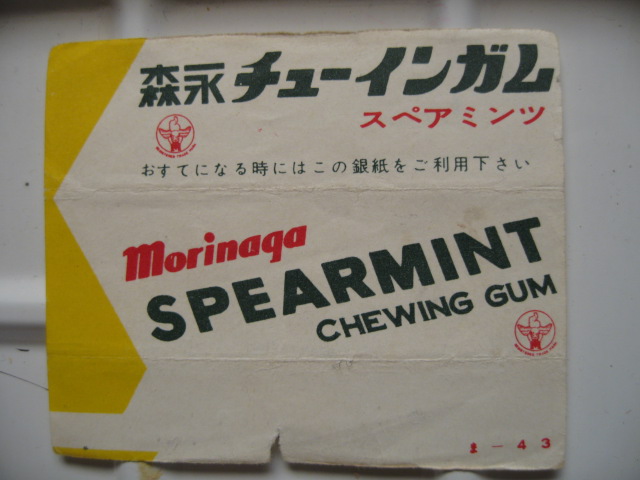 森永チューインガム
スペアミンツ
おすてになる時にはこの銀紙をご利用下さい
Morinaga
SPEARMINT
CHEWING GUM
- 43